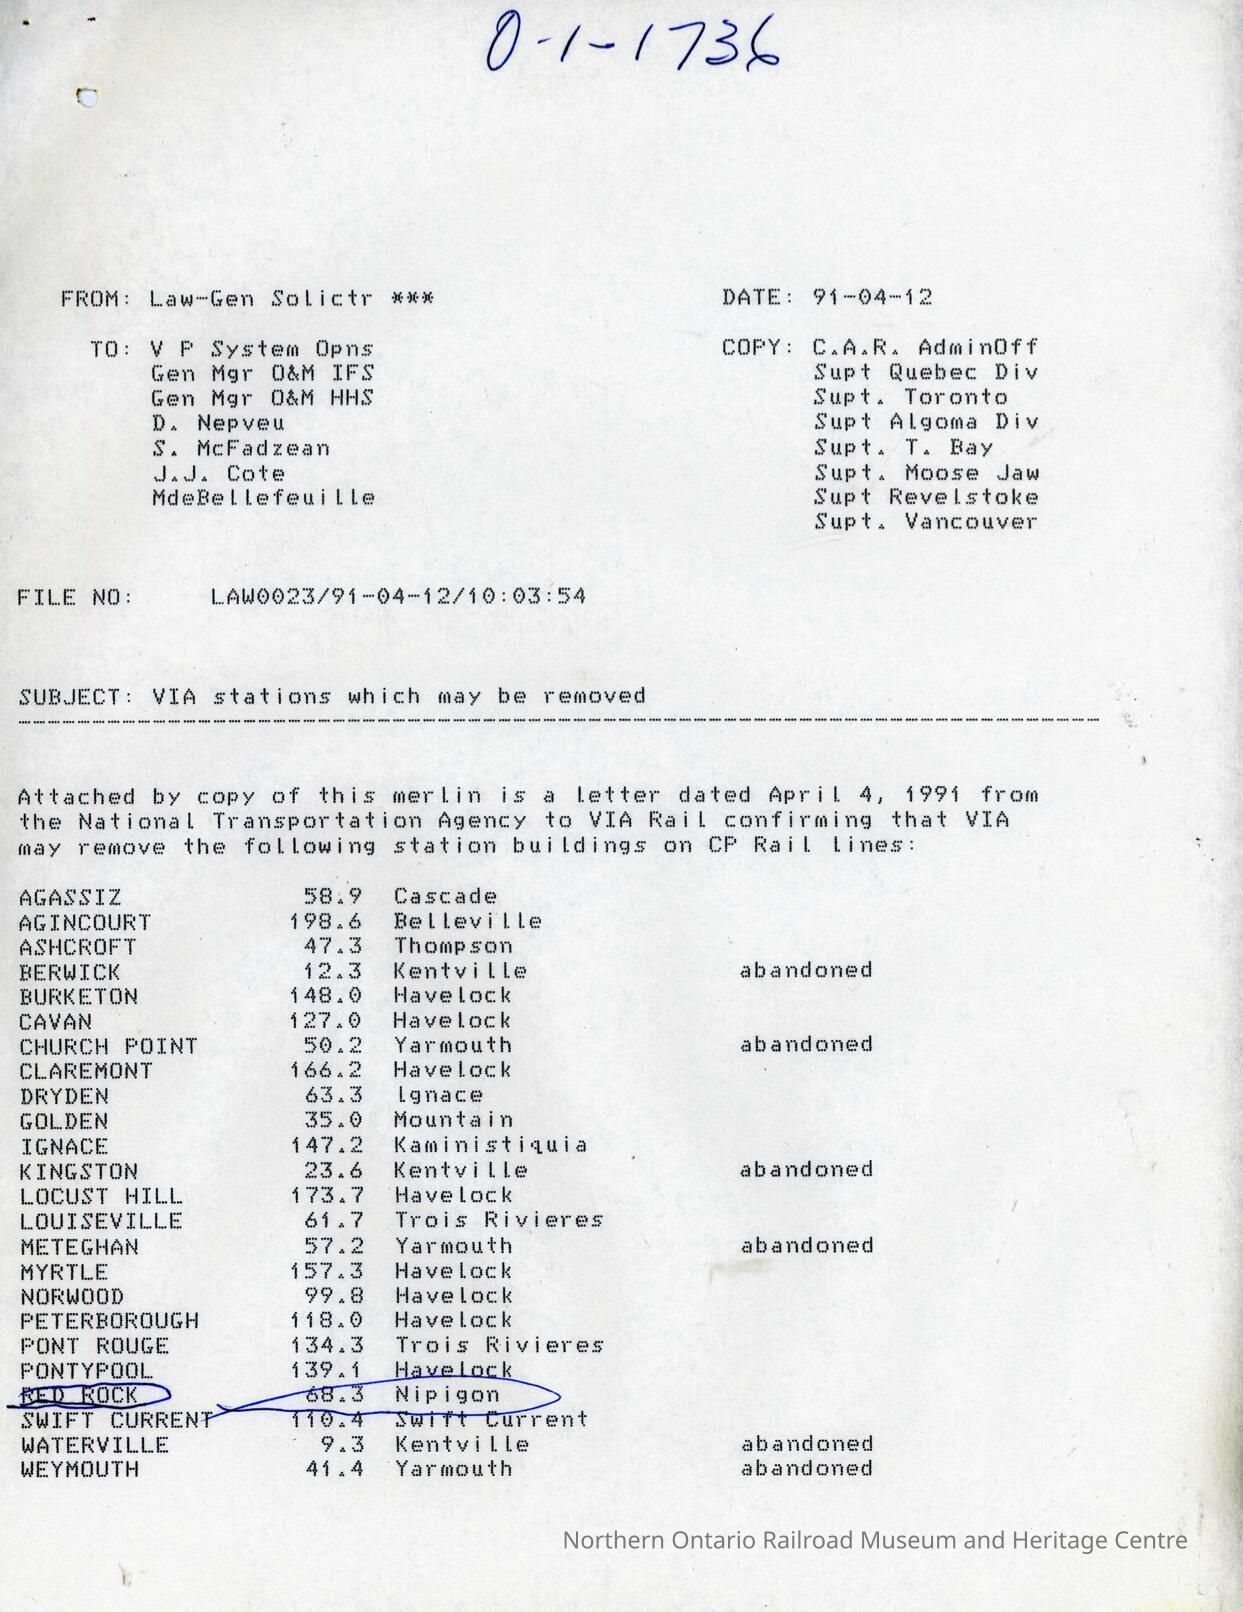 0-1-1736
FROM: Law-Gen Solictr *** DATE: 91-04-12
TO: V P System Opns COPY: C.A.R. AdminOff
Gen Mgr O&M IFS Supt Quebec Div
Gen Mgr O&M HHS Supt. Toronto
D. Nepveu Supt Algoma Div
S. McFadzean Supt. T. Bay
J.J. Cote Supt. Moose Jaw
MdeBellefeuille Supt Revelstoke
Supt. Vancouver
FILE NO: LAW0023/91-04-12/10:03:54
SUBJECT: VIA stations which may be removed
Attached by copy of this merlin is a letter dated April 4, 1991 from
the National Transportation Agency to VIA Rail confirming that VIA
may remove the following station buildings on CP Rail lines:
AGASSIZ 58.9 Cascade
AGINCOURT 198.6 Belleville
ASHCROFT 47.3 Thompson
BERWICK 12.3 Kentville abandoned
BURKETON 148.0 Havelock
CAVAN 127.0 Havelock
CHURCH POINT 50.2 Yarmouth abandoned
CLAREMONT 166.2 Havelock
DRYDEN 63.3 Ignace
GOLDEN 35.0 Mountain
IGNACE 147.2 Kaministiquia
KINGSTON 23.6 Kentville abandoned
LOCUST HILL 173.7 Havelock
LOUISEVILLE 61.7 Trois Rivieres
METEGHAN 57.2 Yarmouth abandoned
MYRTLE 157.3 Havelock
NORWOOD 99.8 Havelock
PETERBOROUGH 118.0 Havelock
PONT ROUGE 134.3 Trois Rivieres
PONTYPOOL 139.1 Havelock
RED ROCK 68.3 Nipigon
SWIFT CURRENT 110.4 Swift Current
WATERVILLE 9.3 Kentville abandoned
WEYMOUTH 41.4 Yarmouth abandoned
Northern Ontario Railroad Museum and Heritage Centre